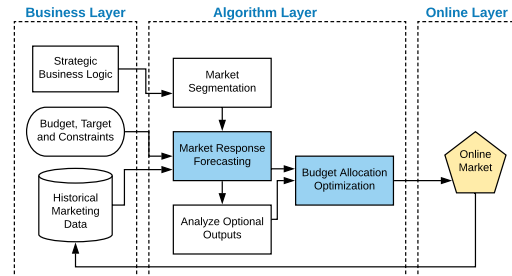 Business Layer
Algorithm Layer
Online Layer
Strategic
Business Logic
Market
Segmentation
Budget, Target
and Constraints
Market Response
Forecasting
Historical
Marketing
Data
Analyze Optional
Outputs
Budget Allocation
Optimization
Online
Market